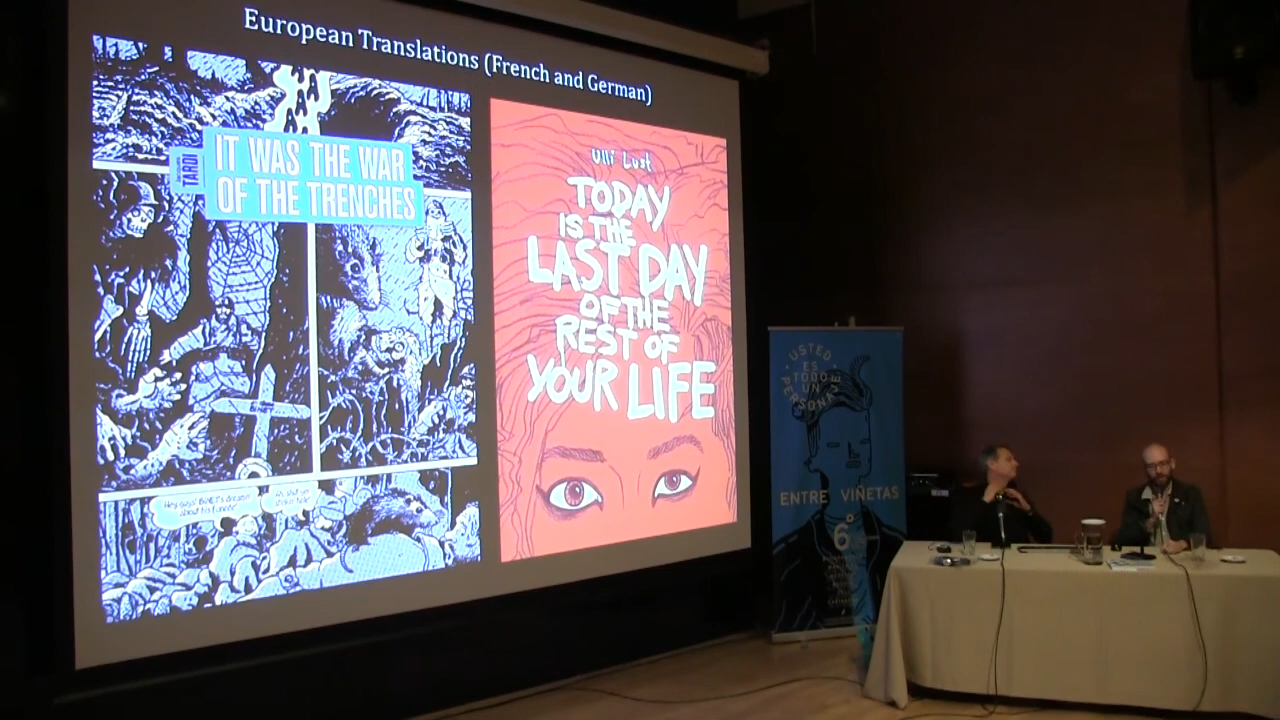 European Translations (French and German)
TARDI
IT WAS THE WAR
OF THE TRENCHES
Ulli Lust
TODAY
IS THE
LAST DAY
OF THE
REST OF
YOUR LIFE
USTED
ES
TODO
UN
PERSONAJE
ENTRE VIÑETAS
6